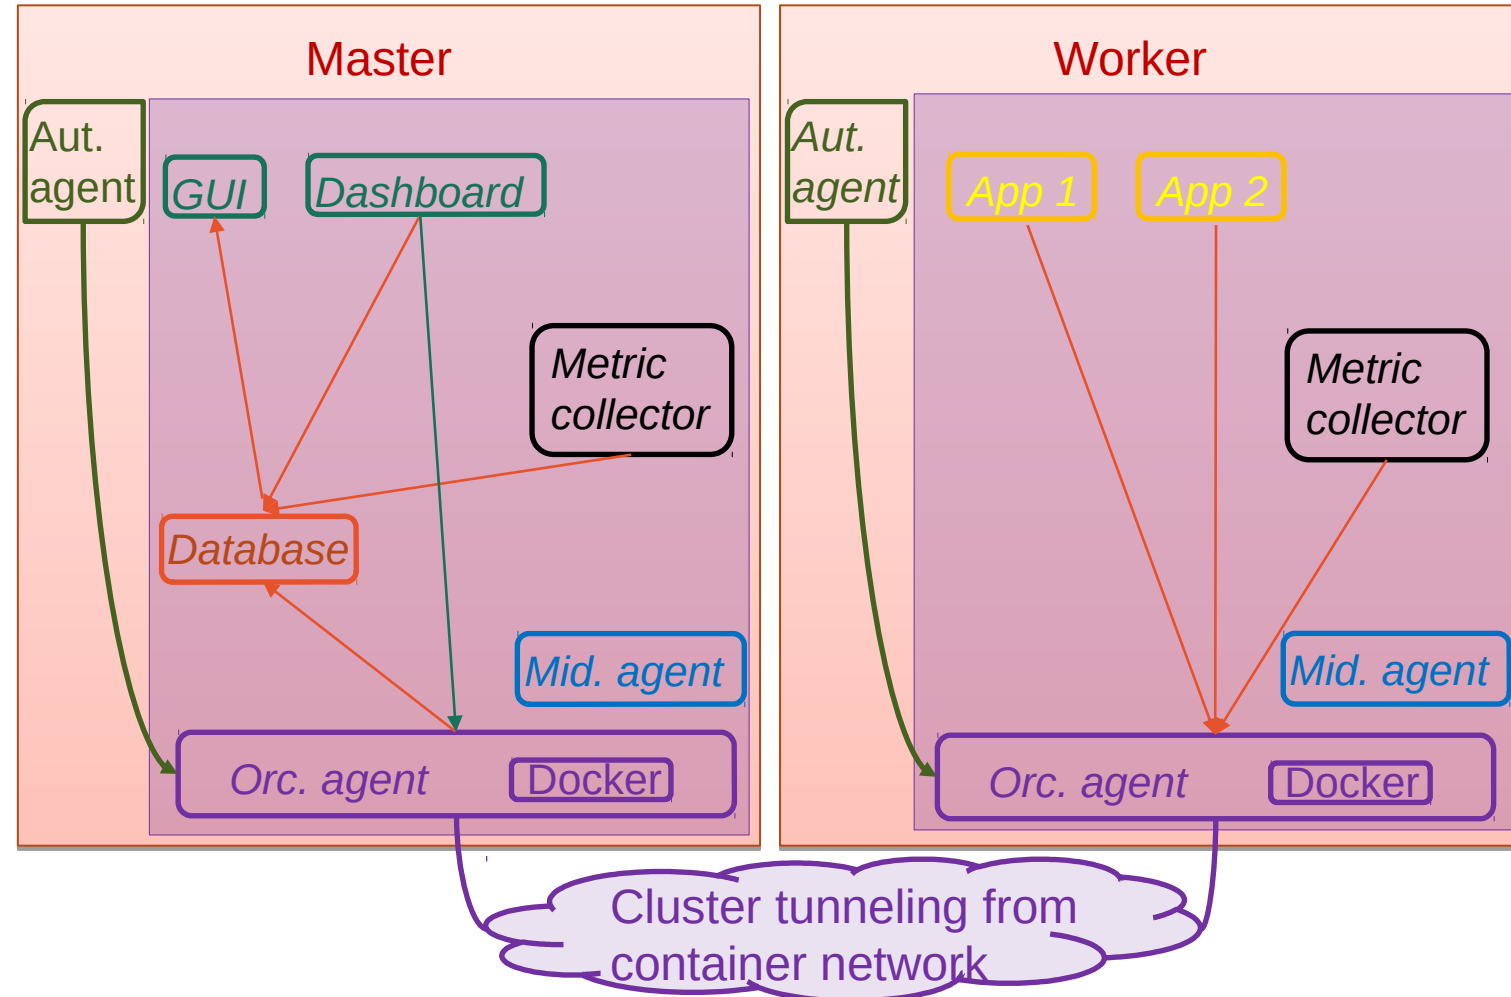 Master
Aut.
agent
GUI
Dashboard
Metric
collector
Database
Mid. agent
Orc. agent
Docker
Worker
Aut.
agent
App 1
App 2
Metric
collector
Mid. agent
Orc. agent
Docker
Cluster tunneling from
container network